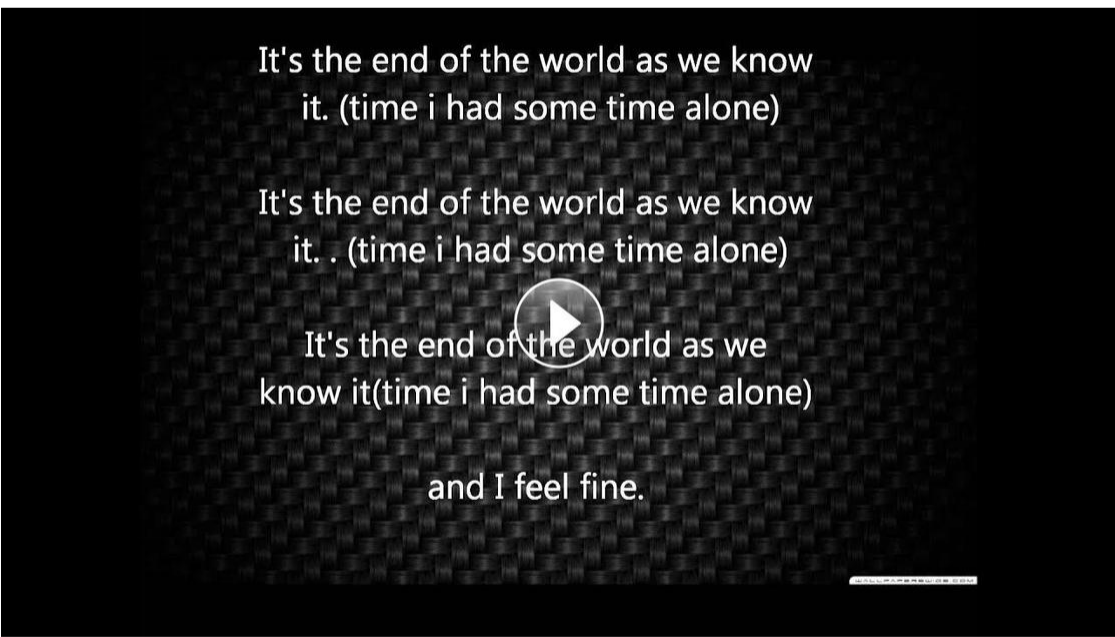 It's the end of the world as we know
it. (time i had some time alone)
It's the end of the world as we know
it. . (time i had some time alone)
It's the end of the world as we
know it(time i had some time alone)
and I feel fine.
WALLPAPERSWIDE.COM